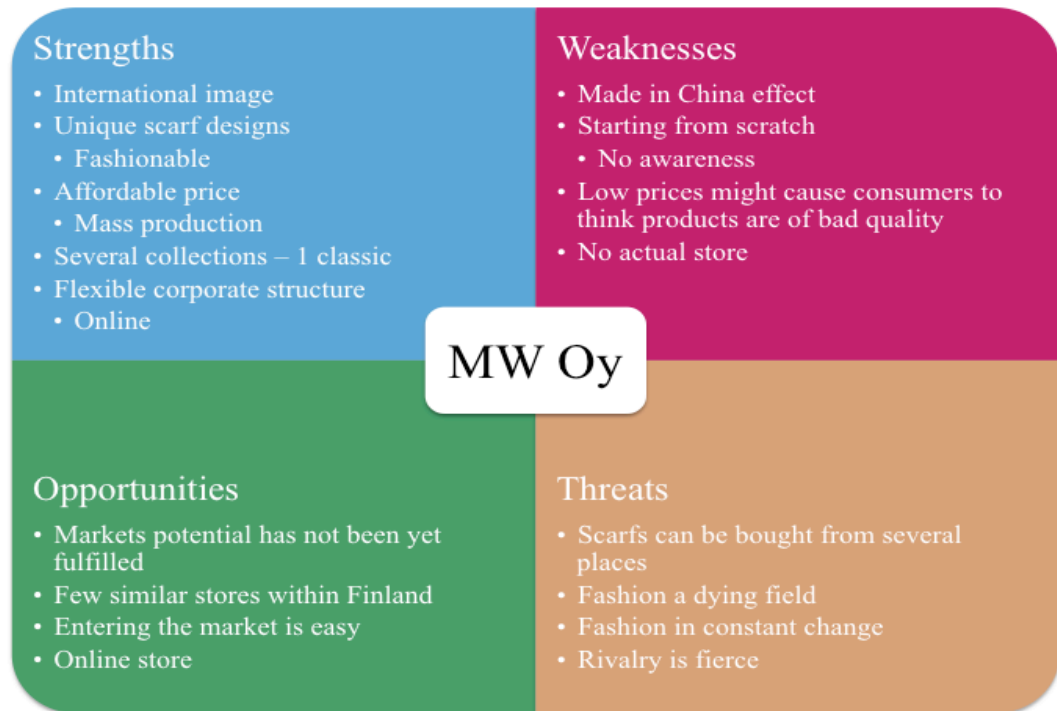 Strengths
• International image
• Unique scarf designs
• Fashionable
• Affordable price
• Mass production
• Several collections – 1 classic
• Flexible corporate structure
• Online
Weaknesses
• Made in China effect
• Starting from scratch
• No awareness
• Low prices might cause consumers to
think products are of bad quality
• No actual store
MW Oy
Opportunities
• Markets potential has not been yet
fulfilled
• Few similar stores within Finland
• Entering the market is easy
• Online store
Threats
• Scarfs can be bought from several
places
• Fashion a dying field
• Fashion in constant change
• Rivalry is fierce